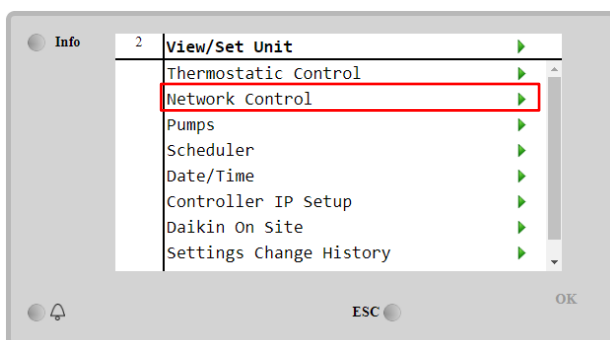 Info
2 View/Set Unit
Thermostatic Control
Network Control
Pumps
Scheduler
Date/Time
Controller IP Setup
Daikin On Site
Settings Change History
ESC
OK